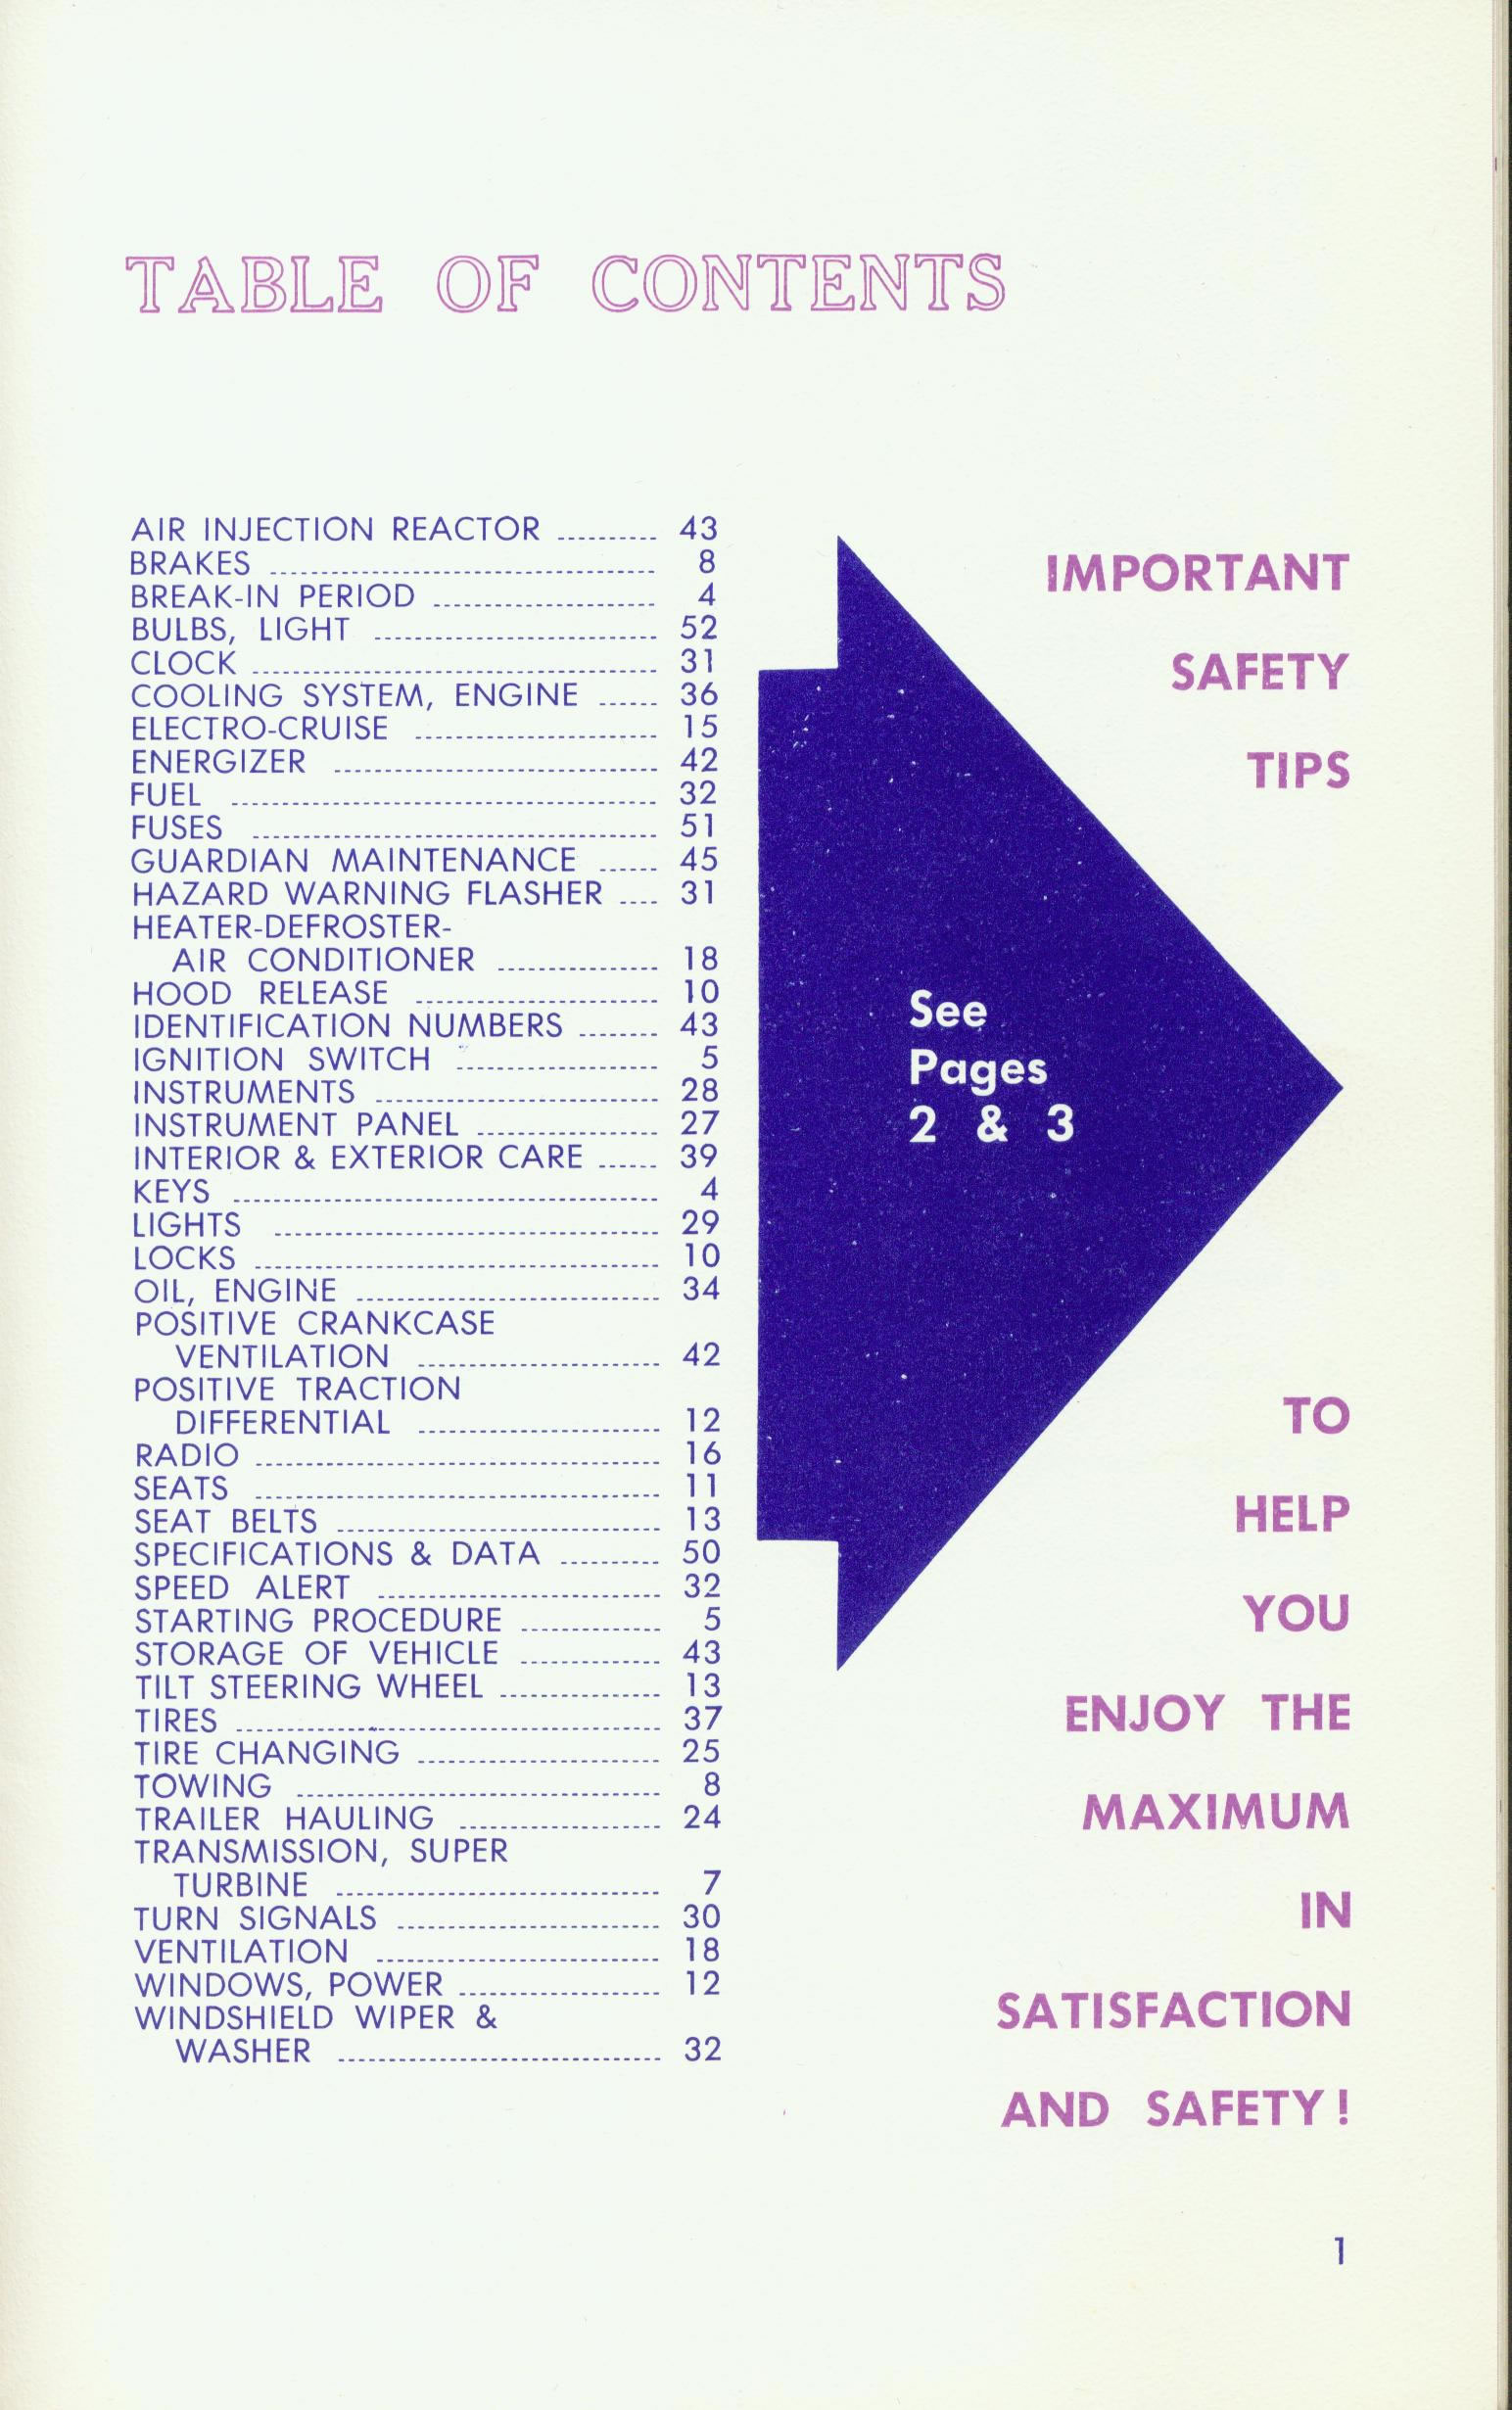 TABLE OF CONTENTS
AIR INJECTION REACTOR .......... 43
BRAKES ...................................... 8
BREAK-IN PERIOD ...................... 4
BULBS, LIGHT ............................ 52
CLOCK ........................................ 31
COOLING SYSTEM, ENGINE ...... 36
ELECTRO-CRUISE ........................ 15
ENERGIZER ................................ 42
FUEL .......................................... 32
FUSES ........................................ 51
GUARDIAN MAINTENANCE ...... 45
HAZARD WARNING FLASHER .... 31
HEATER-DEFROSTER-
AIR CONDITIONER ................ 18
HOOD RELEASE ........................ 10
IDENTIFICATION NUMBERS ........ 43
IGNITION SWITCH .................... 5
INSTRUMENTS ............................ 28
INSTRUMENT PANEL .................. 27
INTERIOR & EXTERIOR CARE ...... 39
KEYS .......................................... 4
LIGHTS ...................................... 29
LOCKS ........................................ 10
OIL, ENGINE .............................. 34
POSITIVE CRANKCASE
VENTILATION ........................ 42
POSITIVE TRACTION
DIFFERENTIAL ........................ 12
RADIO ........................................ 16
SEATS ........................................ 11
SEAT BELTS ................................ 13
SPECIFICATIONS & DATA .......... 50
SPEED ALERT ............................ 32
STARTING PROCEDURE .............. 5
STORAGE OF VEHICLE .............. 43
TILT STEERING WHEEL ................ 13
TIRES .......................................... 37
TIRE CHANGING ........................ 25
TOWING .................................... 8
TRAILER HAULING .................... 24
TRANSMISSION, SUPER
TURBINE ................................ 7
TURN SIGNALS .......................... 30
VENTILATION ............................ 18
WINDOWS, POWER .................... 12
WINDSHIELD WIPER &
WASHER ................................ 32
IMPORTANT
SAFETY
TIPS
See
Pages
2 & 3
TO
HELP
YOU
ENJOY THE
MAXIMUM
IN
SATISFACTION
AND SAFETY!
1